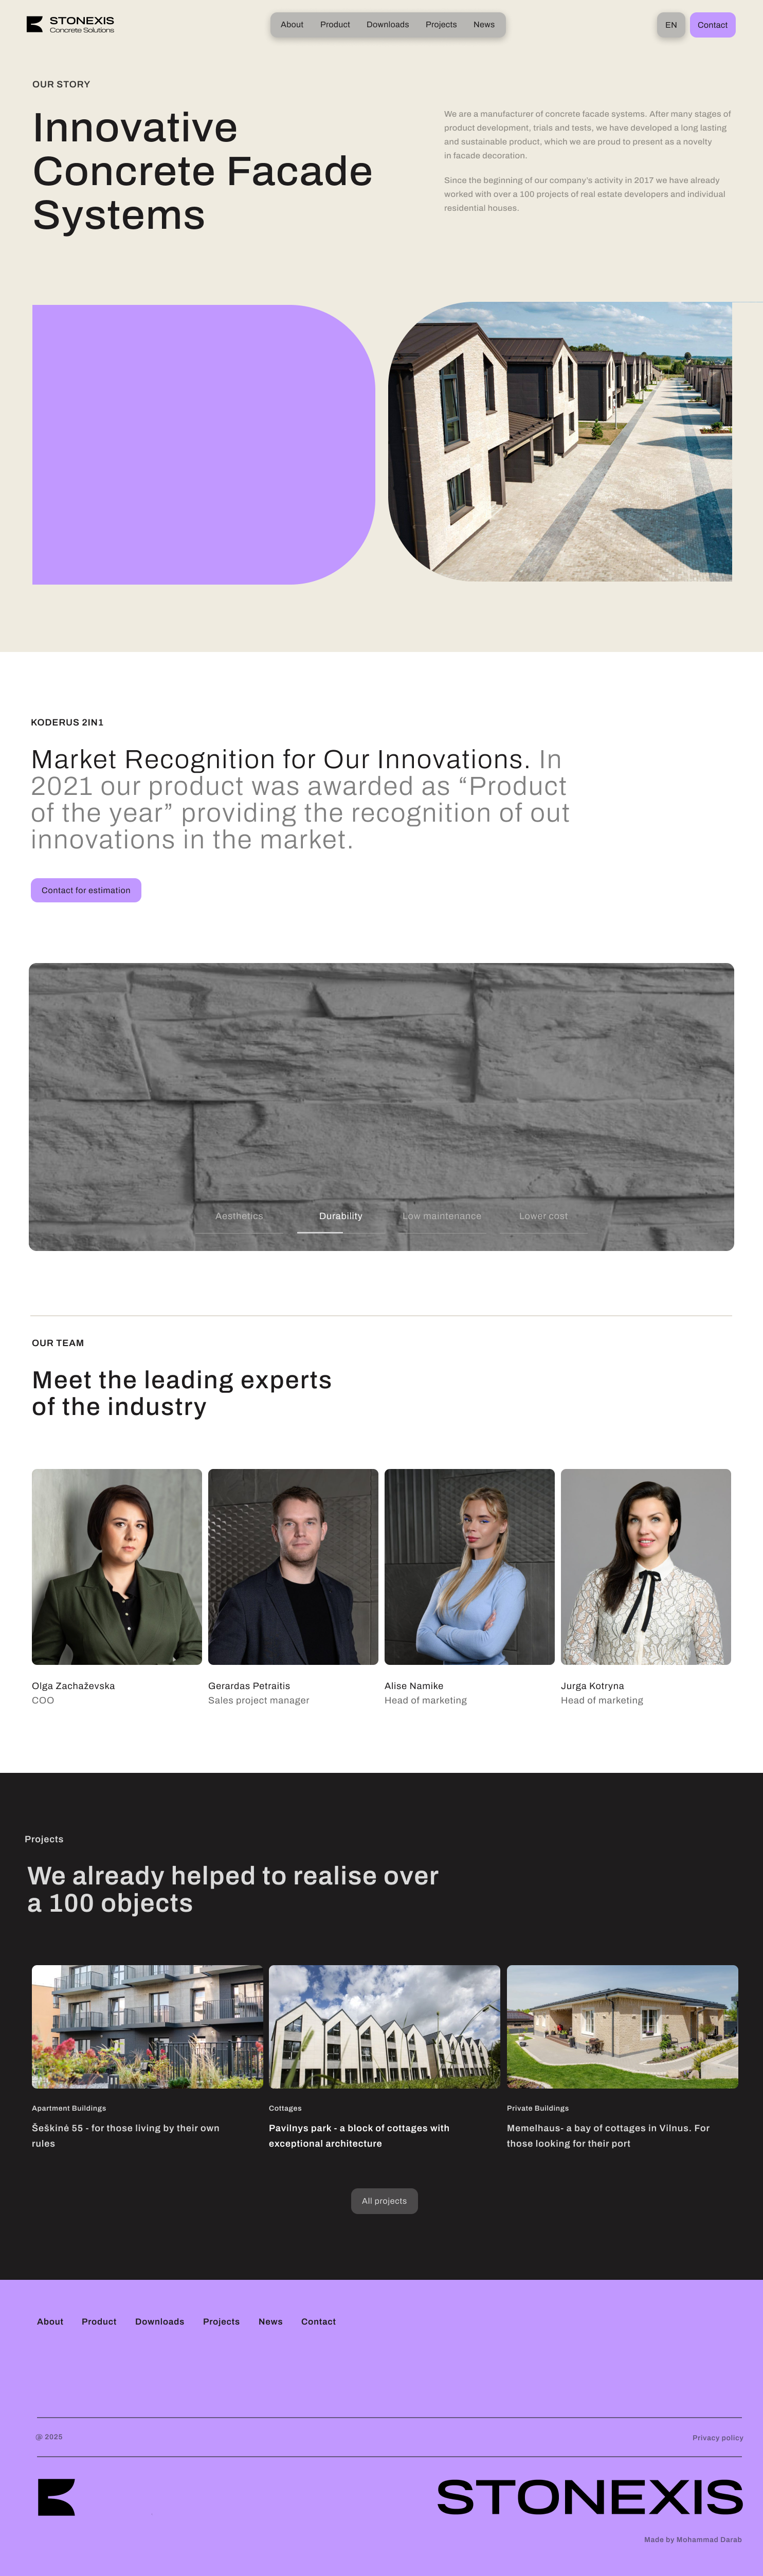 STONEXIS
Concrete Solutions
About Product Downloads Projects News
EN
Contact
OUR STORY
Innovative
Concrete Facade
Systems
We are a manufacturer of concrete facade systems. After many stages of
product development, trials and tests, we have developed a long lasting
and sustainable product, which we are proud to present as a novelty
in facade decoration.
Since the beginning of our company's activity in 2017 we have already
worked with over a 100 projects of real estate developers and individual
residential houses.
KODERUS 2IN1
Market Recognition for Our Innovations. In
2021 our product was awarded as “Product
of the year” providing the recognition of out
innovations in the market.
Contact for estimation
Aesthetics Durability Low maintenance Lower cost
OUR TEAM
Meet the leading experts
of the industry
Olga Zachaževska
COO
Gerardas Petraitis
Sales project manager
Alise Namike
Head of marketing
Jurga Kotryna
Head of marketing
Projects
We already helped to realise over
a 100 objects
Apartment Buildings
Šeškinė 55 - for those living by their own
rules
Cottages
Pavilnys park - a block of cottages with
exceptional architecture
Private Buildings
Memelhaus- a bay of cottages in Vilnus. For
those looking for their port
All projects
About Product Downloads Projects News Contact
@ 2025
Privacy policy
STONEXIS
Made by Mohammad Darab